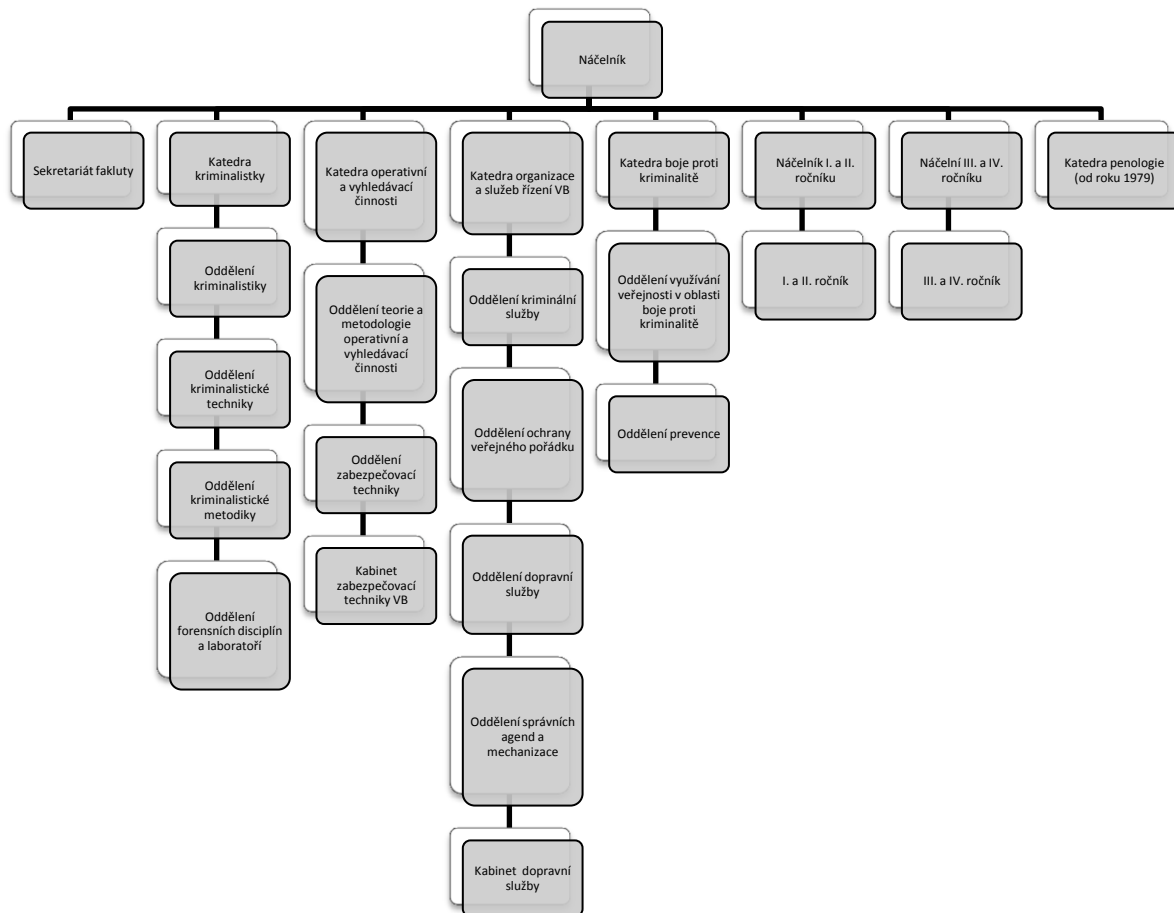 Náčelník
Sekretariát fakluty
Katedra
kriminalistky
Katedra operativní
a vyhledávací
činnosti
Katedra organizace
a služeb řízení VB
Katedra boje proti
kriminalitě
Náčelník I. a II.
ročníku
Náčelní III. a IV.
ročníku
Katedra penologie
(od roku 1979)
Oddělení
kriminalistiky
Oddělení
kriminalistické
techniky
Oddělení
kriminalistické
metodiky
Oddělení
forensních disciplín
a laboratoří
Oddělení teorie a
metodologie
operativní a
vyhledávací
činnosti
Oddělení
zabezpečovací
techniky
Kabinet
zabezpečovací
techniky VB
Oddělení kriminální
služby
Oddělení ochrany
veřejného pořádku
Oddělení dopravní
služby
Oddělení správních
agend a
mechanizace
Kabinet dopravní
služby
Oddělení využívání
veřejnosti v oblasti
boje proti
kriminalitě
Oddělení prevence
I. a II. ročník
III. a IV. ročník